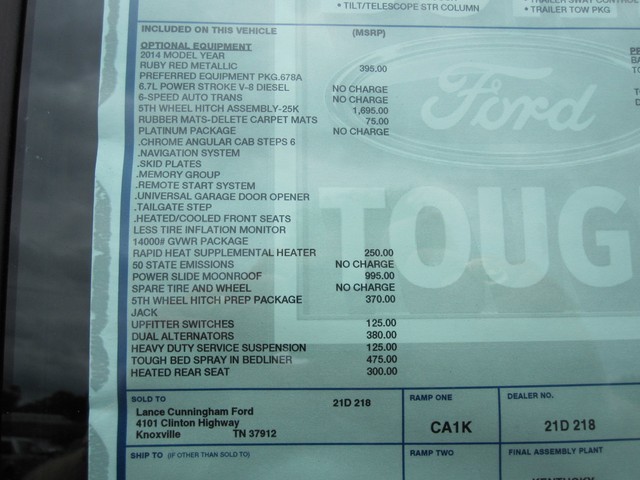 • TILT/TELESCOPE STR COLUMN
• TRAILER TOW PKG
INCLUDED ON THIS VEHICLE (MSRP)
OPTIONAL EQUIPMENT
2014 MODEL YEAR
RUBY RED METALLIC 395.00
PREFERRED EQUIPMENT PKG.678A
6.7L POWER STROKE V-8 DIESEL NO CHARGE
6-SPEED AUTO TRANS NO CHARGE
5TH WHEEL HITCH ASSEMBLY-25K 1,695.00
RUBBER MATS-DELETE CARPET MATS 75.00
PLATINUM PACKAGE NO CHARGE
.CHROME ANGULAR CAB STEPS 6
.NAVIGATION SYSTEM
.SKID PLATES
.MEMORY GROUP
.REMOTE START SYSTEM
.UNIVERSAL GARAGE DOOR OPENER
.TAILGATE STEP
.HEATED/COOLED FRONT SEATS
LESS TIRE INFLATION MONITOR
14000# GVWR PACKAGE
RAPID HEAT SUPPLEMENTAL HEATER 250.00
50 STATE EMISSIONS NO CHARGE
POWER SLIDE MOONROOF 995.00
SPARE TIRE AND WHEEL NO CHARGE
5TH WHEEL HITCH PREP PACKAGE 370.00
JACK
UPFITTER SWITCHES 125.00
DUAL ALTERNATORS 380.00
HEAVY DUTY SERVICE SUSPENSION 125.00
TOUGH BED SPRAY IN BEDLINER 475.00
HEATED REAR SEAT 300.00
Ford
TOUG
SOLD TO 21D 218
Lance Cunningham Ford
4101 Clinton Highway
Knoxville TN 37912
RAMP ONE
CA1K
DEALER NO.
21D 218
SHIP TO (IF OTHER THAN SOLD TO)
RAMP TWO
FINAL ASSEMBLY PLANT